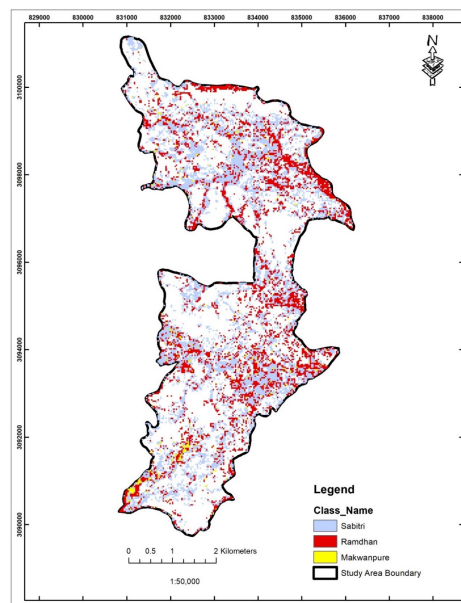 829000 830000 831000 832000 833000 834000 835000 836000 837000 838000
N
3100000
3098000
3096000
3094000
3092000
3090000
Legend
Class_Name
Sabitri
Ramdhan
Makwanpure
Study Area Boundary
0 0.5 1 2 Kilometers
1:50,000